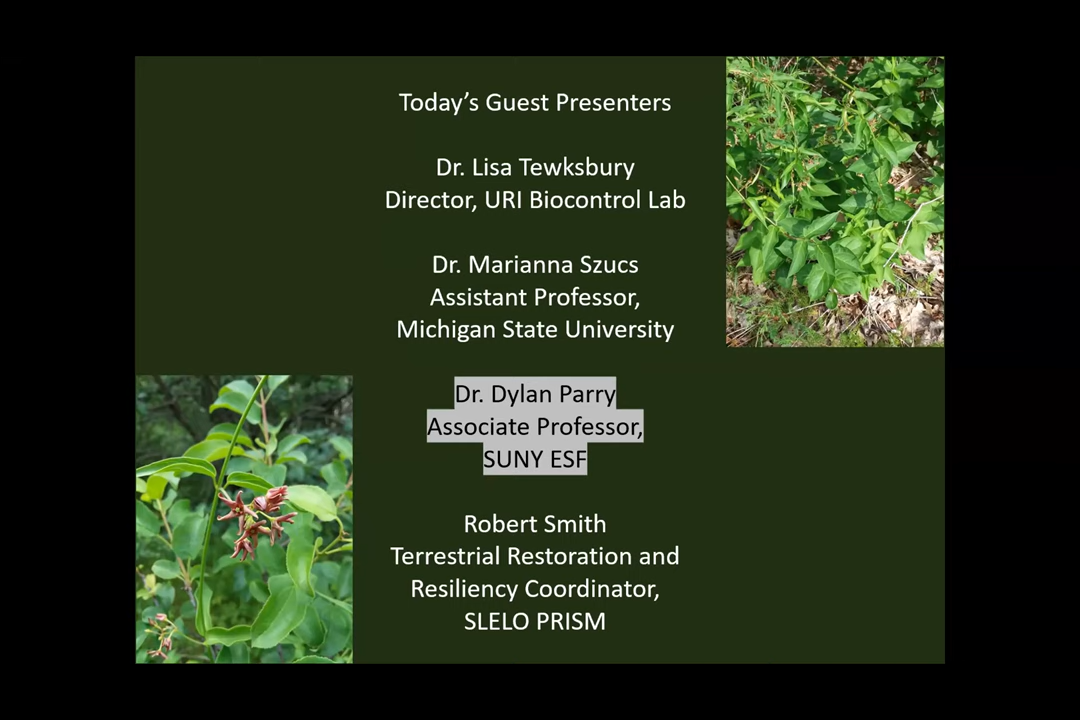 Today’s Guest Presenters
Dr. Lisa Tewksbury
Director, URI Biocontrol Lab
Dr. Marianna Szucs
Assistant Professor,
Michigan State University
Dr. Dylan Parry
Associate Professor,
SUNY ESF
Robert Smith
Terrestrial Restoration and
Resiliency Coordinator,
SLELO PRISM